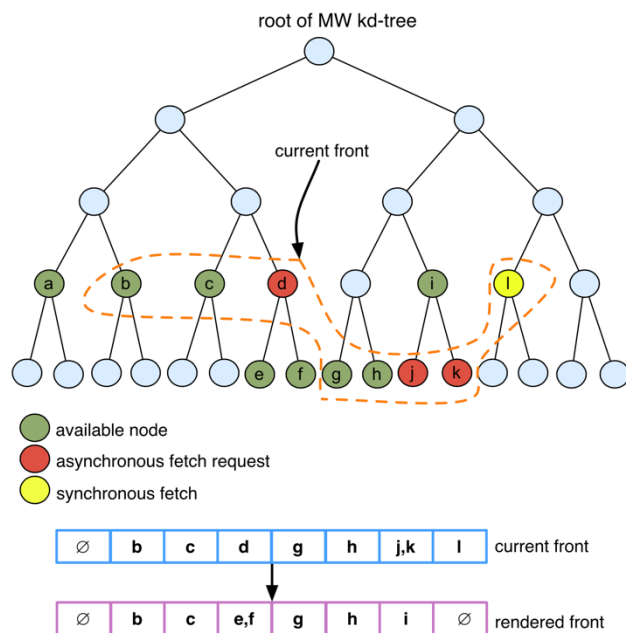 root of MW kd-tree
current front
a b c d i l
e f g h j k
available node
asynchronous fetch request
synchronous fetch
∅ b c d g h j,k l current front
∅ b c e,f g h i ∅ rendered front